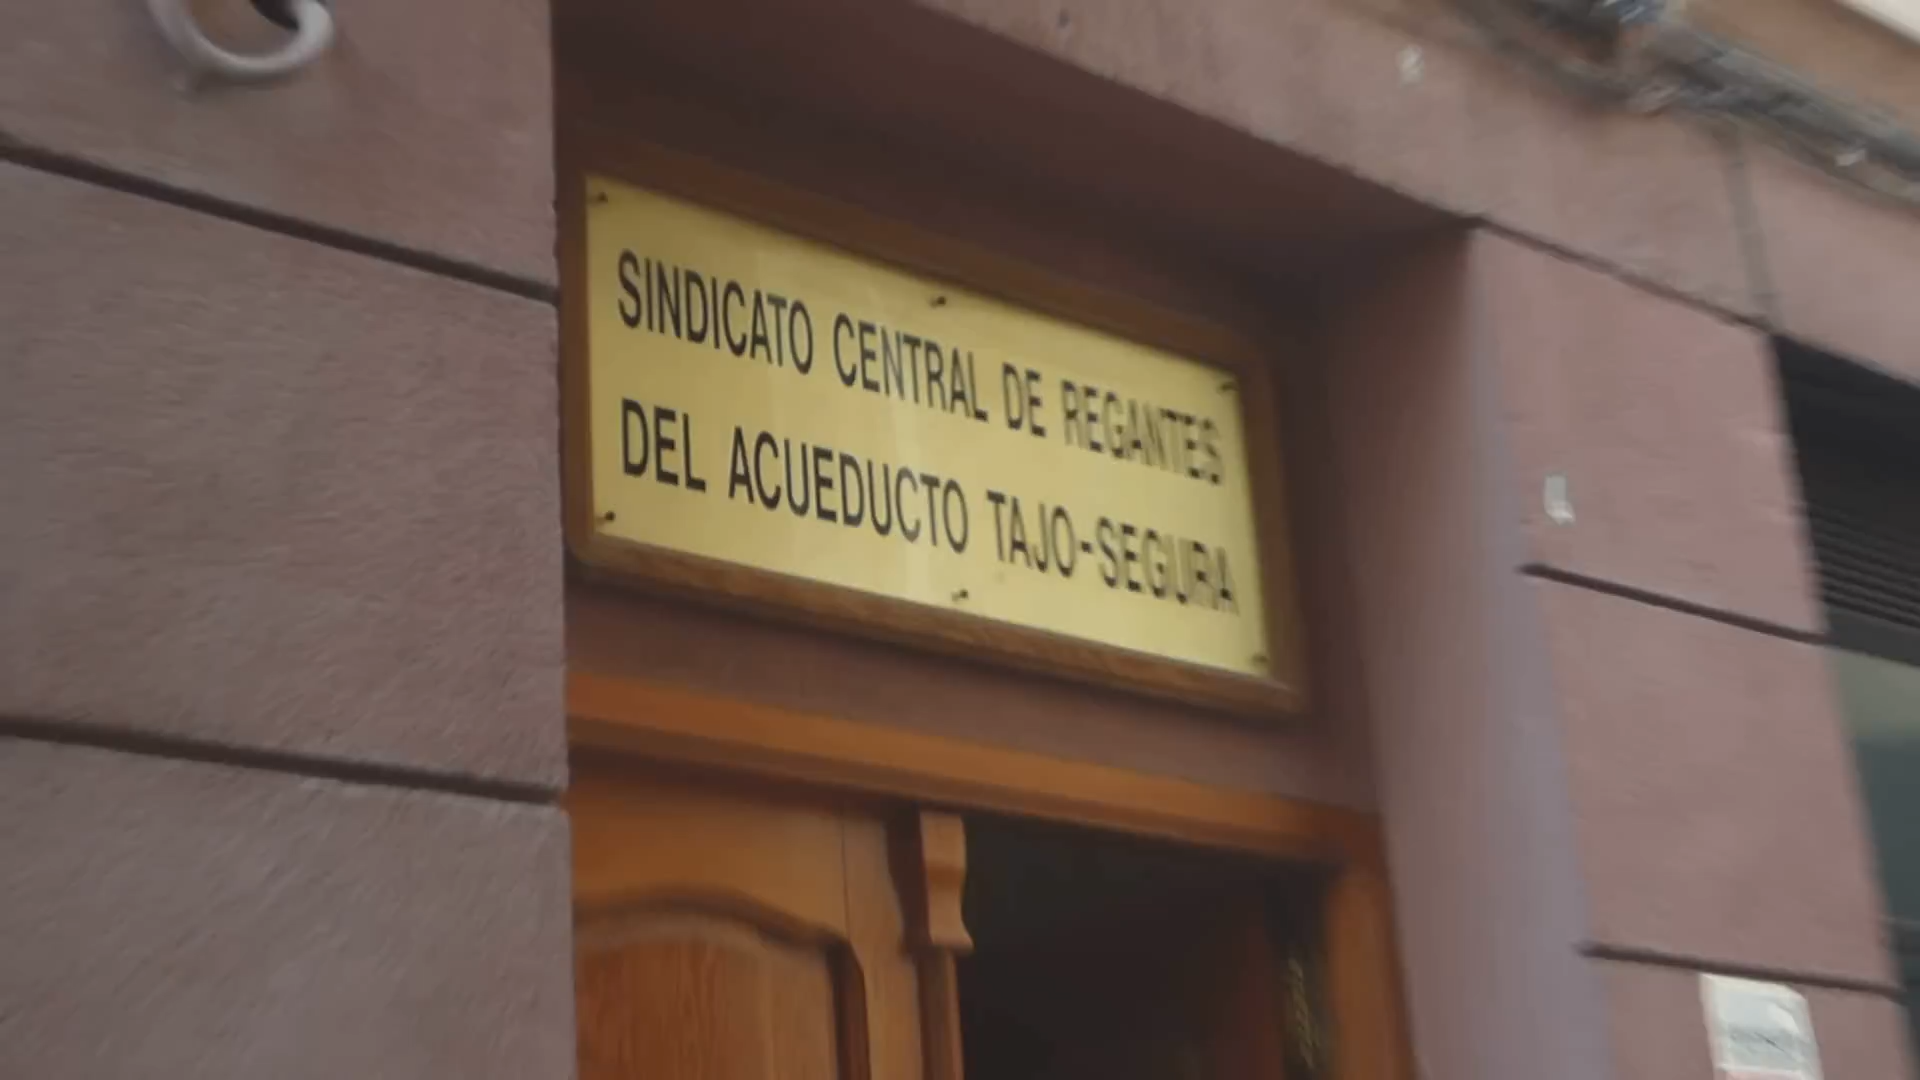 SINDICATO CENTRAL DE REGANTES
DEL ACUEDUCTO TAJO-SEGURA